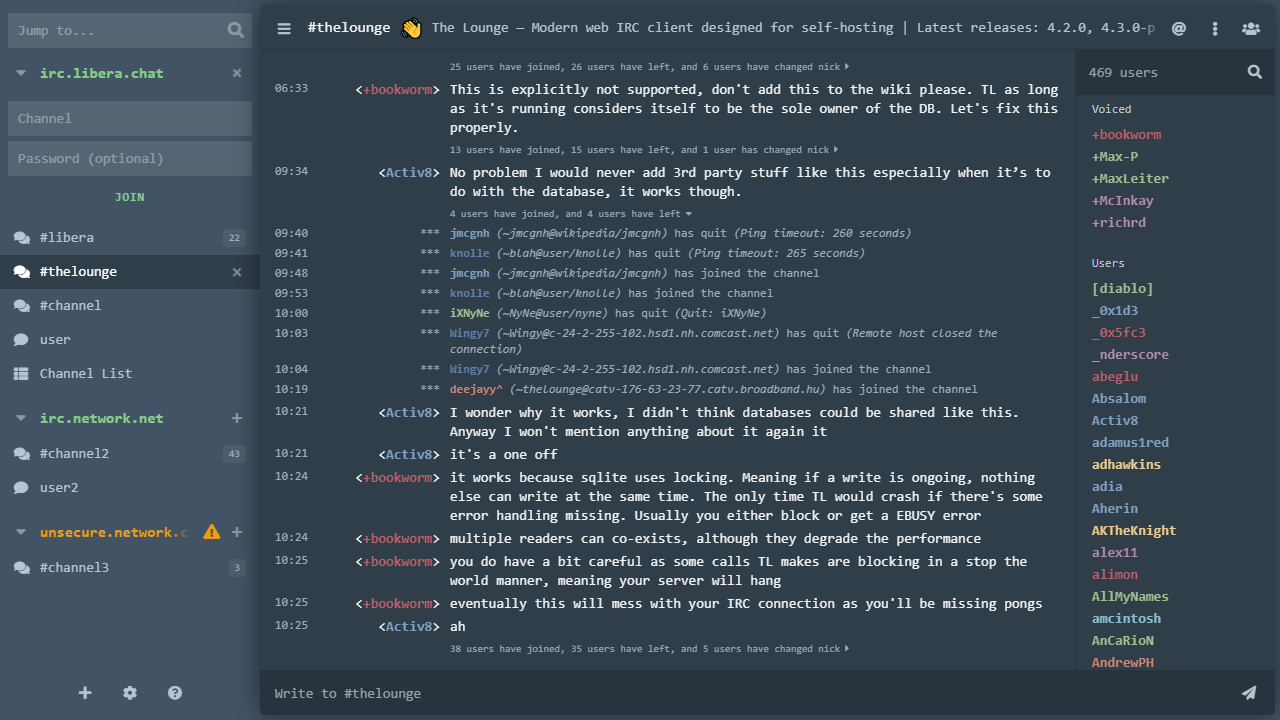 Jump to...
irc.libera.chat
Channel
Password (optional)
JOIN
#libera 22
#thelounge
#channel
user
Channel List
irc.network.net
#channel2 43
user2
unsecure.network.c
#channel3 3
#thelounge 👋 The Lounge — Modern web IRC client designed for self-hosting | Latest releases: 4.2.0, 4.3.0-p
25 users have joined, 26 users have left, and 6 users have changed nick
06:33 <+bookworm> This is explicitly not supported, don't add this to the wiki please. TL as long
as it's running considers itself to be the sole owner of the DB. Let's fix this
properly.
13 users have joined, 15 users have left, and 1 user has changed nick
09:34 <Activ8> No problem I would never add 3rd party stuff like this especially when it’s to
do with the database, it works though.
4 users have joined, and 4 users have left
09:40 *** jmcgnh (~jmcgnh@wikipedia/jmcgnh) has quit (Ping timeout: 260 seconds)
09:41 *** knolle (~blah@user/knolle) has quit (Ping timeout: 265 seconds)
09:48 *** jmcgnh (~jmcgnh@wikipedia/jmcgnh) has joined the channel
09:53 *** knolle (~blah@user/knolle) has joined the channel
10:00 *** iXNyNe (~NyNe@user/nyne) has quit (Quit: iXNyNe)
10:03 *** Wingy7 (~Wingy@c-24-2-255-102.hsd1.nh.comcast.net) has quit (Remote host closed the
connection)
10:04 *** Wingy7 (~Wingy@c-24-2-255-102.hsd1.nh.comcast.net) has joined the channel
10:19 *** deejayy^ (~thelounge@catv-176-63-23-77.catv.broadband.hu) has joined the channel
10:21 <Activ8> I wonder why it works, I didn't think databases could be shared like this.
Anyway I won't mention anything about it again it
10:21 <Activ8> it's a one off
10:24 <+bookworm> it works because sqlite uses locking. Meaning if a write is ongoing, nothing
else can write at the same time. The only time TL would crash if there's some
error handling missing. Usually you either block or get a EBUSY error
10:24 <+bookworm> multiple readers can co-exists, although they degrade the performance
10:25 <+bookworm> you do have a bit careful as some calls TL makes are blocking in a stop the
world manner, meaning your server will hang
10:25 <+bookworm> eventually this will mess with your IRC connection as you'll be missing pongs
10:25 <Activ8> ah
38 users have joined, 35 users have left, and 5 users have changed nick
Write to #thelounge
469 users
Voiced
+bookworm
+Max-P
+MaxLeiter
+McInkay
+richrd
Users
[diablo]
_0x1d3
_0x5fc3
_nderscore
abeglu
Absalom
Activ8
adamus1red
adhawkins
adia
Aherin
AKTheKnight
alex11
alimon
AllMyNames
amcintosh
AnCaRioN
AndrewPH